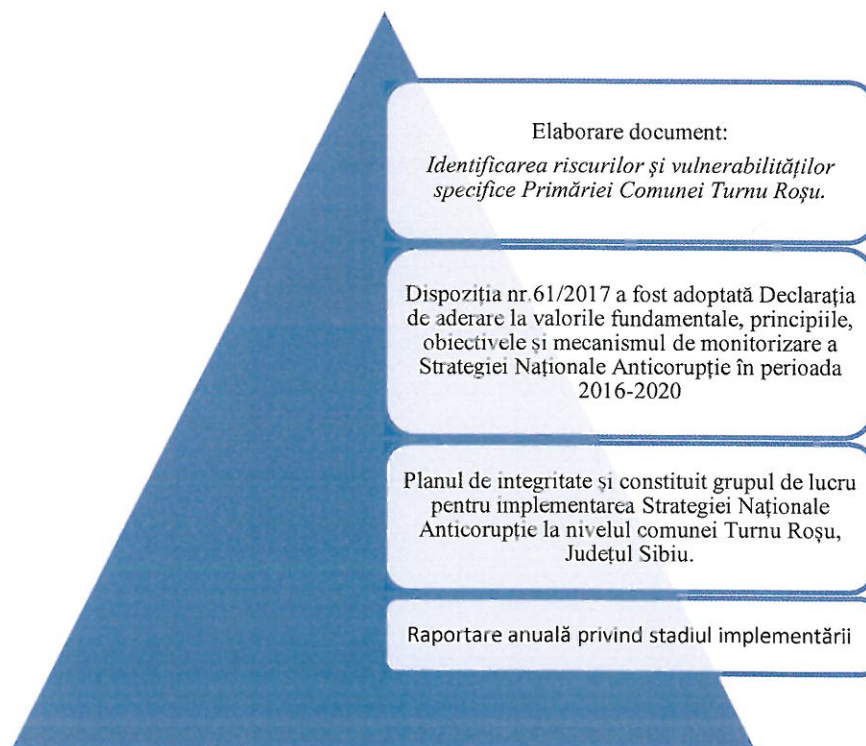 Elaborare document:
Identificarea riscurilor și vulnerabilităților
specifice Primăriei Comunei Turnu Roșu.
Dispoziția nr.61/2017 a fost adoptată Declarația
de aderare la valorile fundamentale, principiile,
obiectivele și mecanismul de monitorizare a
Strategiei Naționale Anticorupție în perioada
2016-2020
Planul de integritate și constituit grupul de lucru
pentru implementarea Strategiei Naționale
Anticorupție la nivelul comunei Turnu Roșu,
Județul Sibiu.
Raportare anuală privind stadiul implementării